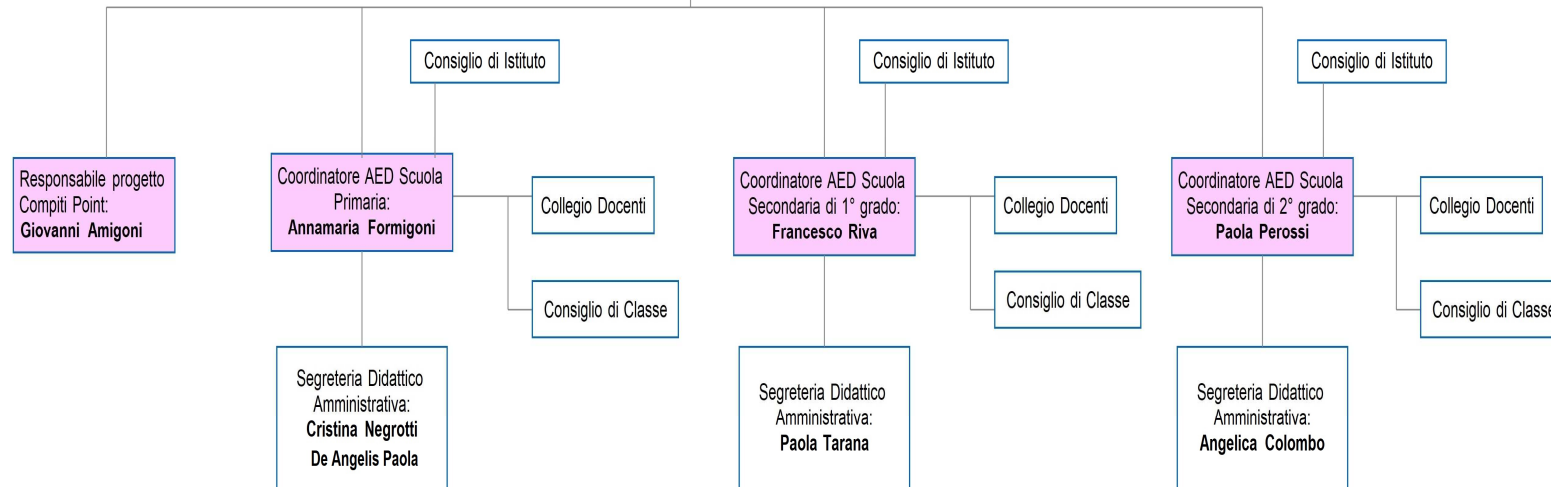 Consiglio di Istituto
Consiglio di Istituto
Consiglio di Istituto
Responsabile progetto
Compiti Point:
Giovanni Amigoni
Coordinatore AED Scuola
Primaria:
Annamaria Formigoni
Collegio Docenti
Consiglio di Classe
Coordinatore AED Scuola
Secondaria di 1° grado:
Francesco Riva
Collegio Docenti
Consiglio di Classe
Coordinatore AED Scuola
Secondaria di 2° grado:
Paola Perossi
Collegio Docenti
Consiglio di Classe
Segreteria Didattico
Amministrativa:
Cristina Negrotti
De Angelis Paola
Segreteria Didattico
Amministrativa:
Paola Tarana
Segreteria Didattico
Amministrativa:
Angelica Colombo